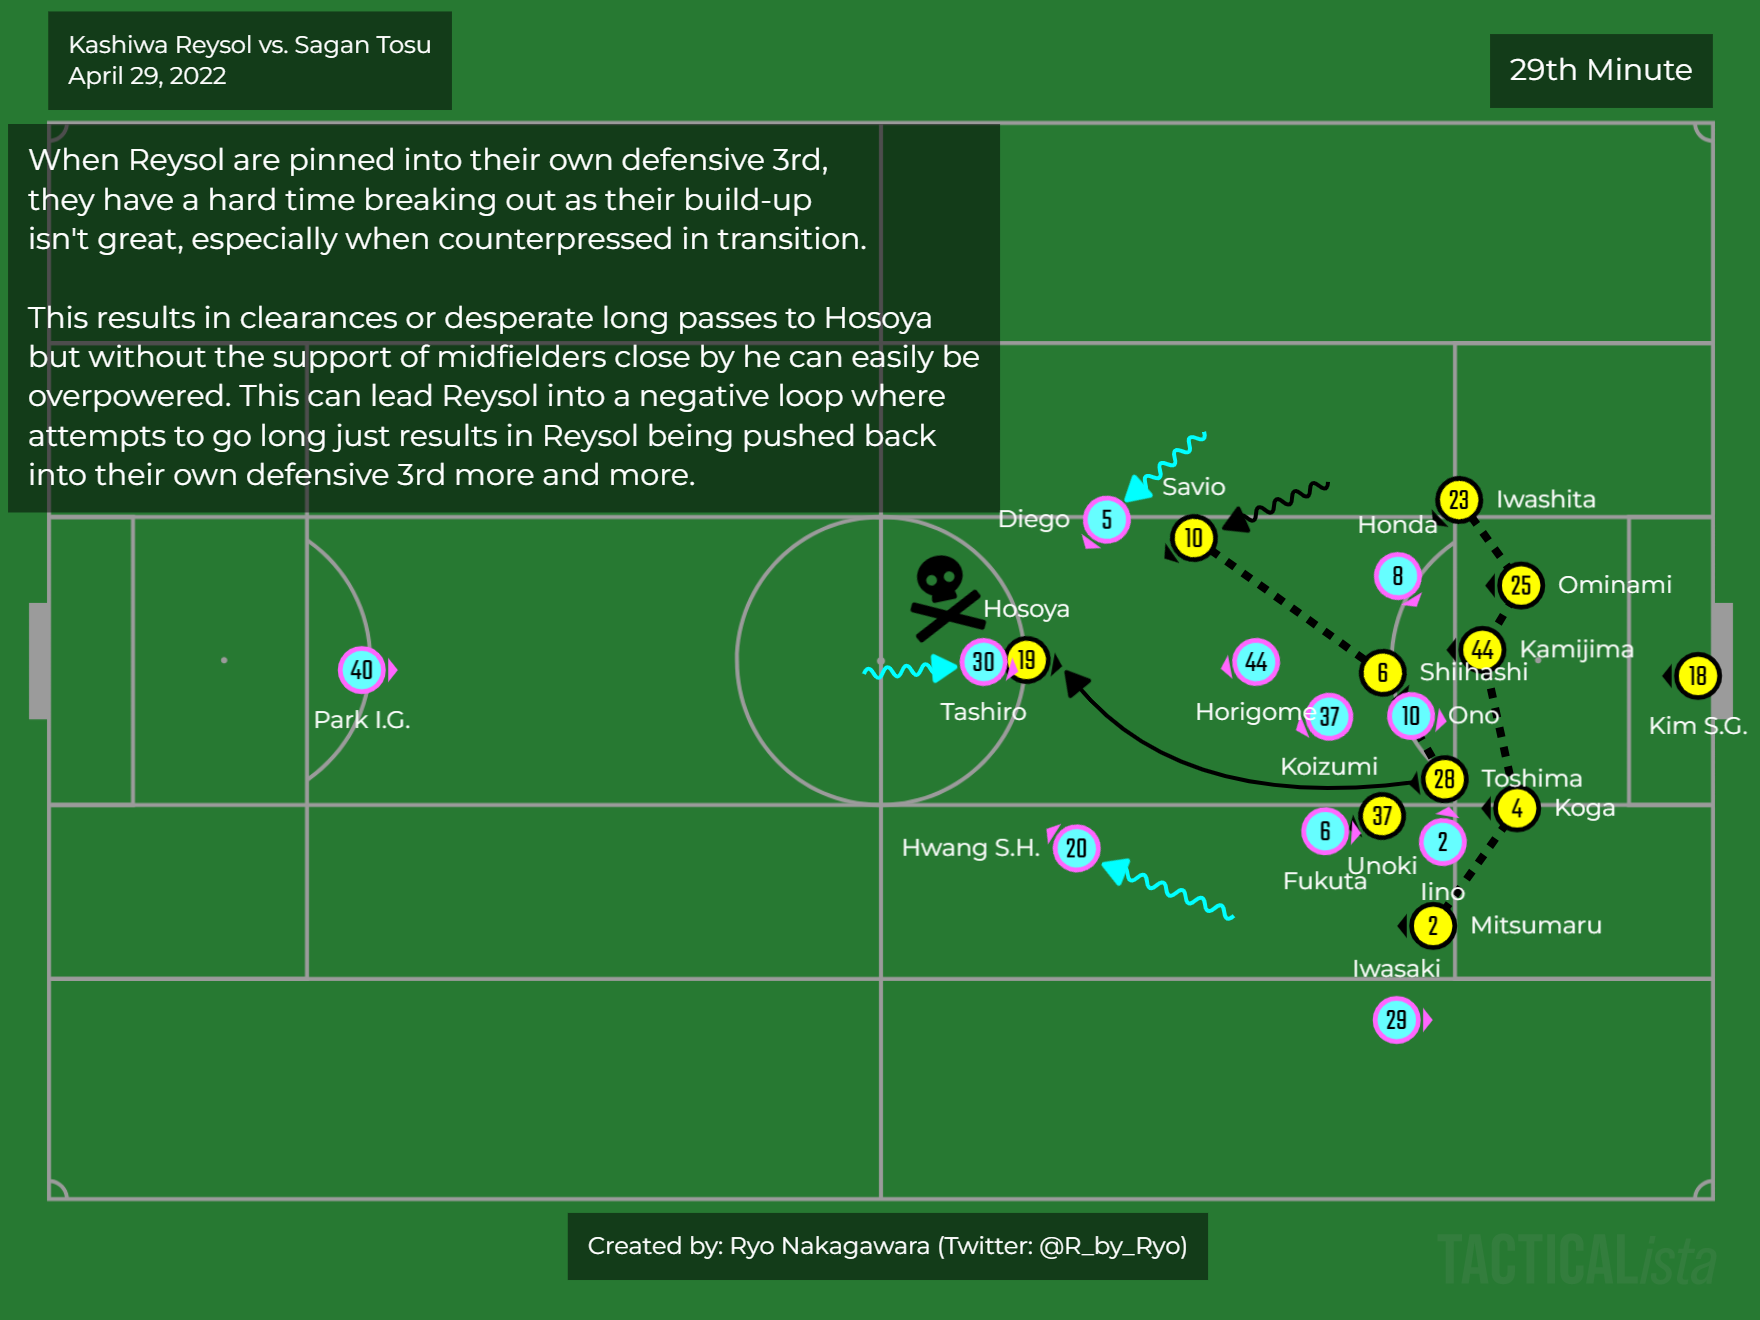 Kashiwa Reysol vs. Sagan Tosu
April 29, 2022
29th Minute
When Reysol are pinned into their own defensive 3rd,
they have a hard time breaking out as their build-up
isn't great, especially when counterpressed in transition.
This results in clearances or desperate long passes to Hosoya
but without the support of midfielders close by he can easily be
overpowered. This can lead Reysol into a negative loop where
attempts to go long just results in Reysol being pushed back
into their own defensive 3rd more and more.
Savio
10
Diego
5
23
Iwashita
Honda
8
25
Ominami
Hosoya
30
19
Tashiro
40
Park I.G.
44
Horigome
37
Koizumi
6
Shiihashi
44
Kamijima
10
Ono
18
Kim S.G.
28
Toshima
4
Koga
37
Unoki
6
Fukuta
2
Iino
Hwang S.H.
20
2
Mitsumaru
Iwasaki
29
Created by: Ryo Nakagawara (Twitter: @R_by_Ryo)
TACTICALista